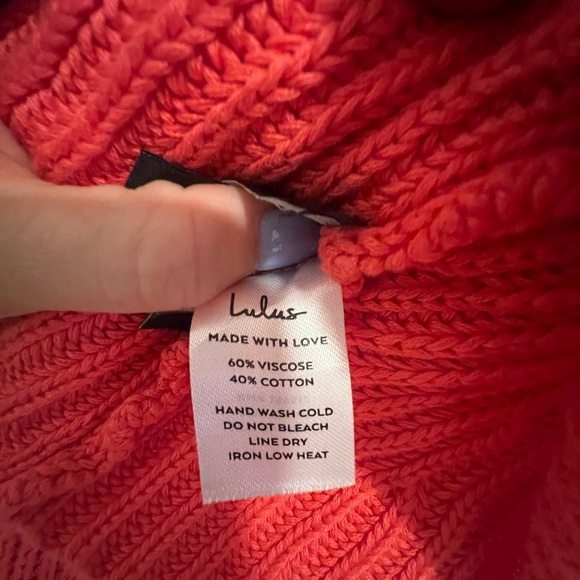 Lulus
MADE WITH LOVE
60% VISCOSE
40% COTTON
HAND WASH COLD
DO NOT BLEACH
LINE DRY
IRON LOW HEAT